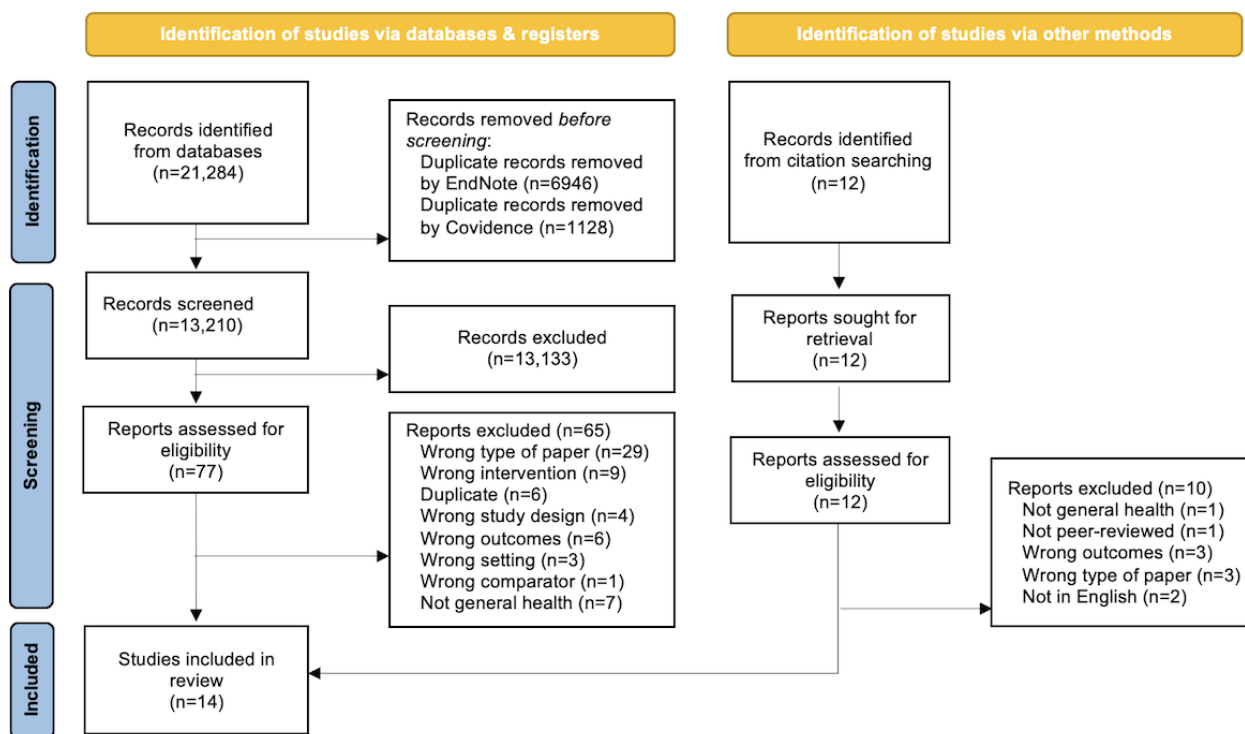 Identification of studies via databases & registers
Identification of studies via other methods
Identification
Records identified
from databases
(n=21,284)
Records removed before
screening:
Duplicate records removed
by EndNote (n=6946)
Duplicate records removed
by Covidence (n=1128)
Records identified
from citation searching
(n=12)
Screening
Records screened
(n=13,210)
Records excluded
(n=13,133)
Reports sought for
retrieval
(n=12)
Reports assessed for
eligibility
(n=77)
Reports excluded (n=65)
Wrong type of paper (n=29)
Wrong intervention (n=9)
Duplicate (n=6)
Wrong study design (n=4)
Wrong outcomes (n=6)
Wrong setting (n=3)
Wrong comparator (n=1)
Not general health (n=7)
Reports assessed for
eligibility
(n=12)
Reports excluded (n=10)
Not general health (n=1)
Not peer-reviewed (n=1)
Wrong outcomes (n=3)
Wrong type of paper (n=3)
Not in English (n=2)
Included
Studies included in
review
(n=14)